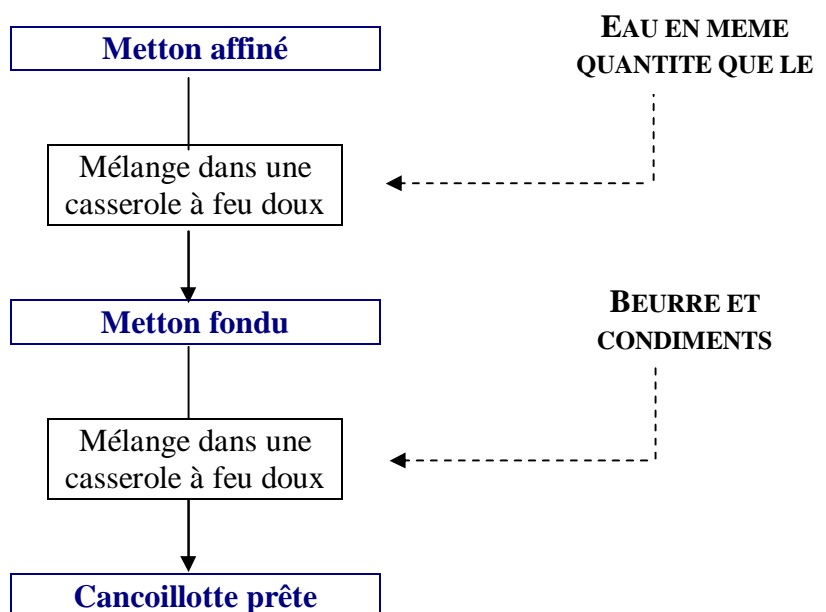 Metton affiné
EAU EN MEME
QUANTITE QUE LE
Mélange dans une
casserole à feu doux
Metton fondu
BEURRE ET
CONDIMENTS
Mélange dans une
casserole à feu doux
Cancoillotte prête